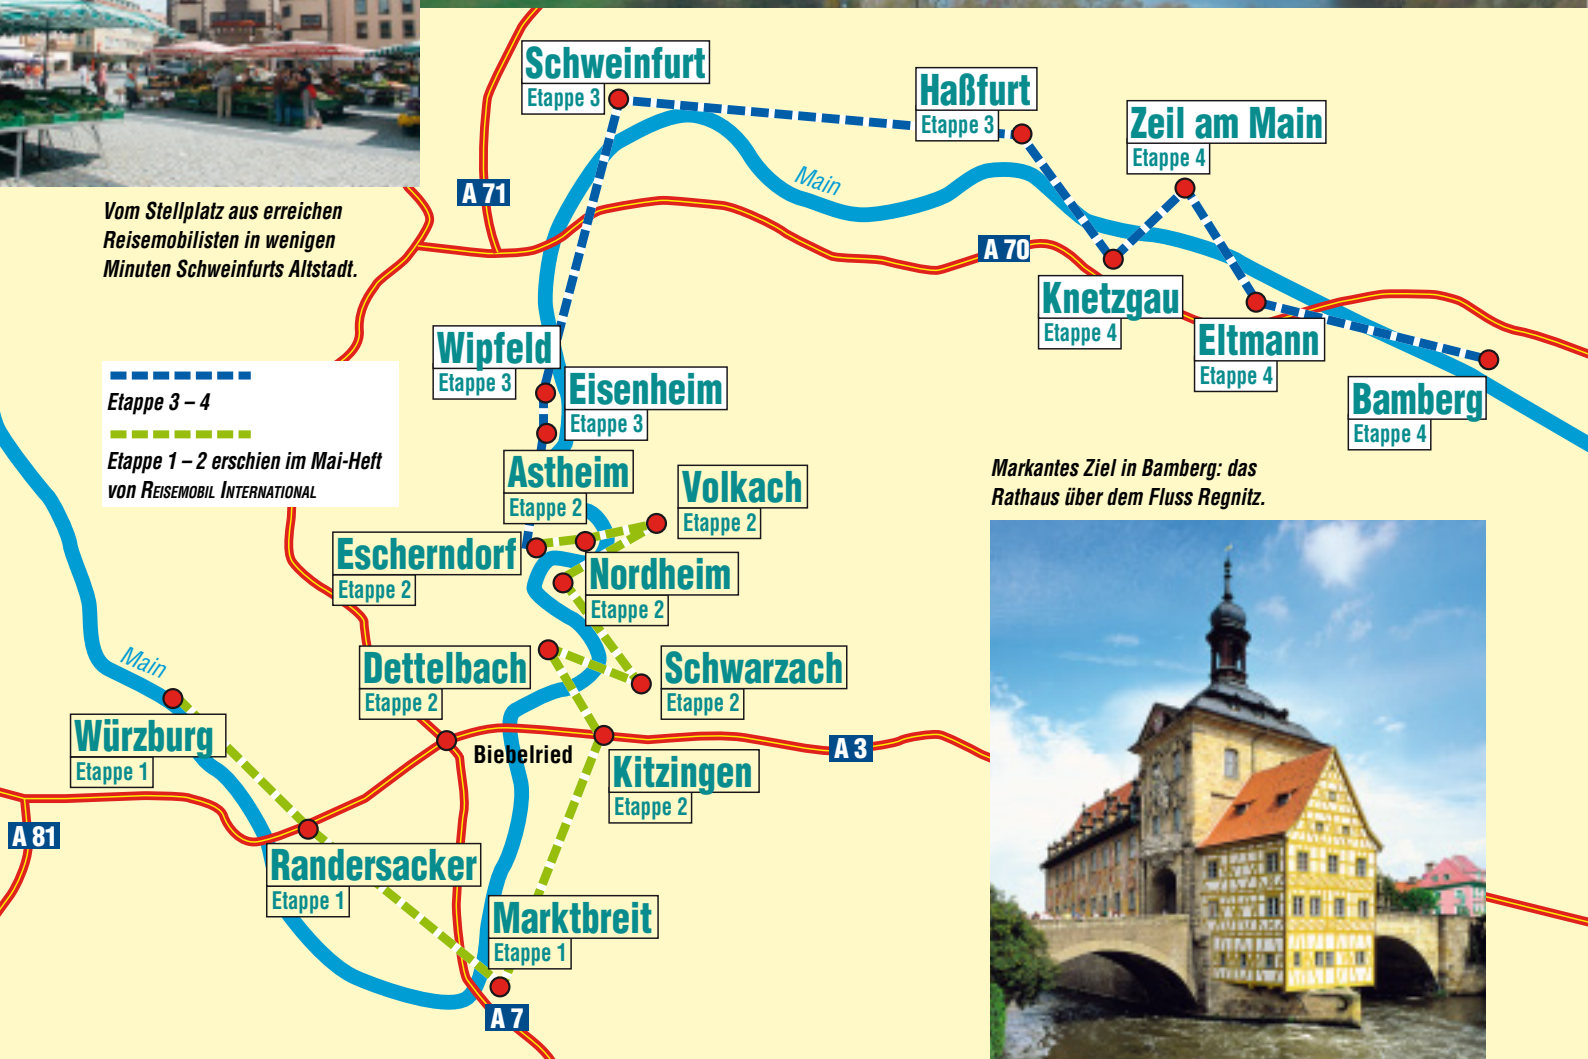 Schweinfurt
Etappe 3
Haßfurt
Etappe 3
Zeil am Main
Etappe 4
Main
A 71
Vom Stellplatz aus erreichen
Reisemobilisten in wenigen
Minuten Schweinfurts Altstadt.
A 70
Knetzgau
Etappe 4
Eltmann
Etappe 4
Wipfeld
Etappe 3
Eisenheim
Etappe 3
Bamberg
Etappe 4
Etappe 3 – 4
Etappe 1 – 2 erschien im Mai-Heft
von REISEMOBIL INTERNATIONAL
Astheim
Etappe 2
Volkach
Etappe 2
Markantes Ziel in Bamberg: das
Rathaus über dem Fluss Regnitz.
Escherndorf
Etappe 2
Nordheim
Etappe 2
Main
Dettelbach
Etappe 2
Schwarzach
Etappe 2
Würzburg
Etappe 1
Biebelried
A 3
Kitzingen
Etappe 2
A 81
Randersacker
Etappe 1
Marktbreit
Etappe 1
A 7